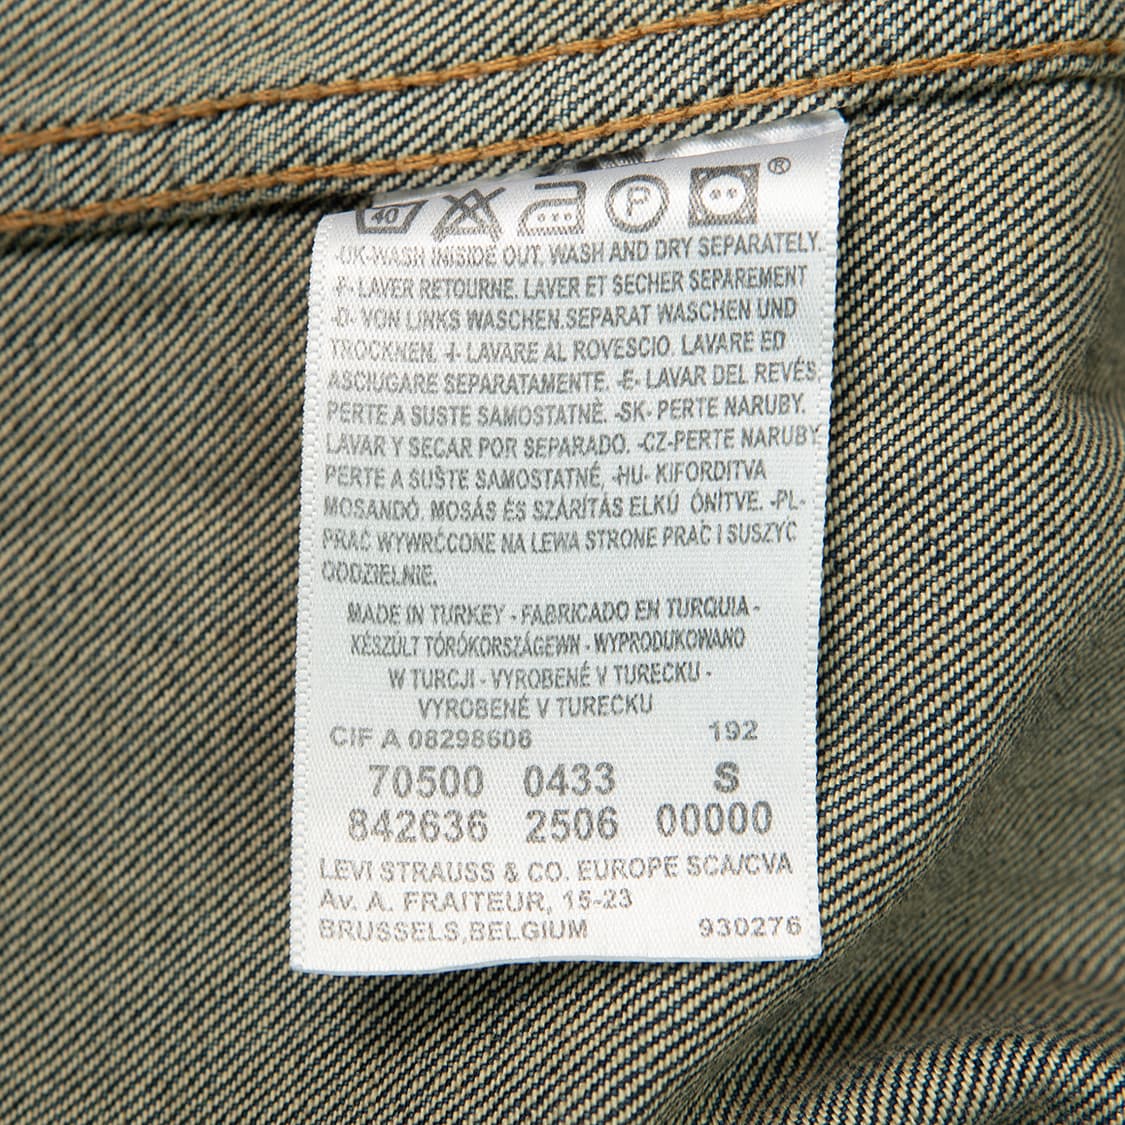 40 P ®
-UK-WASH INISIDE OUT. WASH AND DRY SEPARATELY.
-F- LAVER RETOURNE. LAVER ET SECHER SEPAREMENT
-D- VON LINKS WASCHEN.SEPARAT WASCHEN UND
TROCKNEN. -I- LAVARE AL ROVESCIO. LAVARE ED
ASCIUGARE SEPARATAMENTE. -E- LAVAR DEL REVÉS
PERTE A SUSTE SAMOSTATNĚ. -SK- PERTE NARUBY.
LAVAR Y SECAR POR SEPARADO. -CZ-PERTE NARUBY
PERTE A SUŠTE SAMOSTATNÉ, -HU- KIFORDITVA
MOSANDÓ. MOSÁS ÉS SZÁRÍTÁS ELKÚ ÓNÍTVE. -PL-
PRAĆ WYWRĆCONE NA LEWA STRONE PRAĆ I SUSZYĆ
ODDZIELNIE.
MADE IN TURKEY - FABRICADO EN TURQUIA -
KÉSZÜLT TÓRÓKORSZÁGEWN - WYPRODUKOWANO
W TURCJI - VYROBENÉ V TURECKU -
VYROBENÉ V TURECKU
CIF A 08298608 192
70500 0433 S
842636 2506 00000
LEVI STRAUSS & CO. EUROPE SCA/CVA
Av. A. FRAITEUR, 15-23
BRUSSELS,BELGIUM 930276